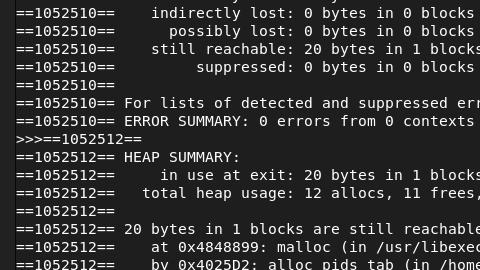 ==1052510==    indirectly lost: 0 bytes in 0 blocks
==1052510==      possibly lost: 0 bytes in 0 blocks
==1052510==    still reachable: 20 bytes in 1 blocks
==1052510==         suppressed: 0 bytes in 0 blocks
==1052510==
==1052510== For lists of detected and suppressed err
==1052510== ERROR SUMMARY: 0 errors from 0 contexts
>>>==1052512==
==1052512== HEAP SUMMARY:
==1052512==     in use at exit: 20 bytes in 1 blocks
==1052512==   total heap usage: 12 allocs, 11 frees,
==1052512==
==1052512== 20 bytes in 1 blocks are still reachable
==1052512==    at 0x4848899: malloc (in /usr/libexec
==1052512==    by 0x4025D2: alloc_pids_tab (in /home